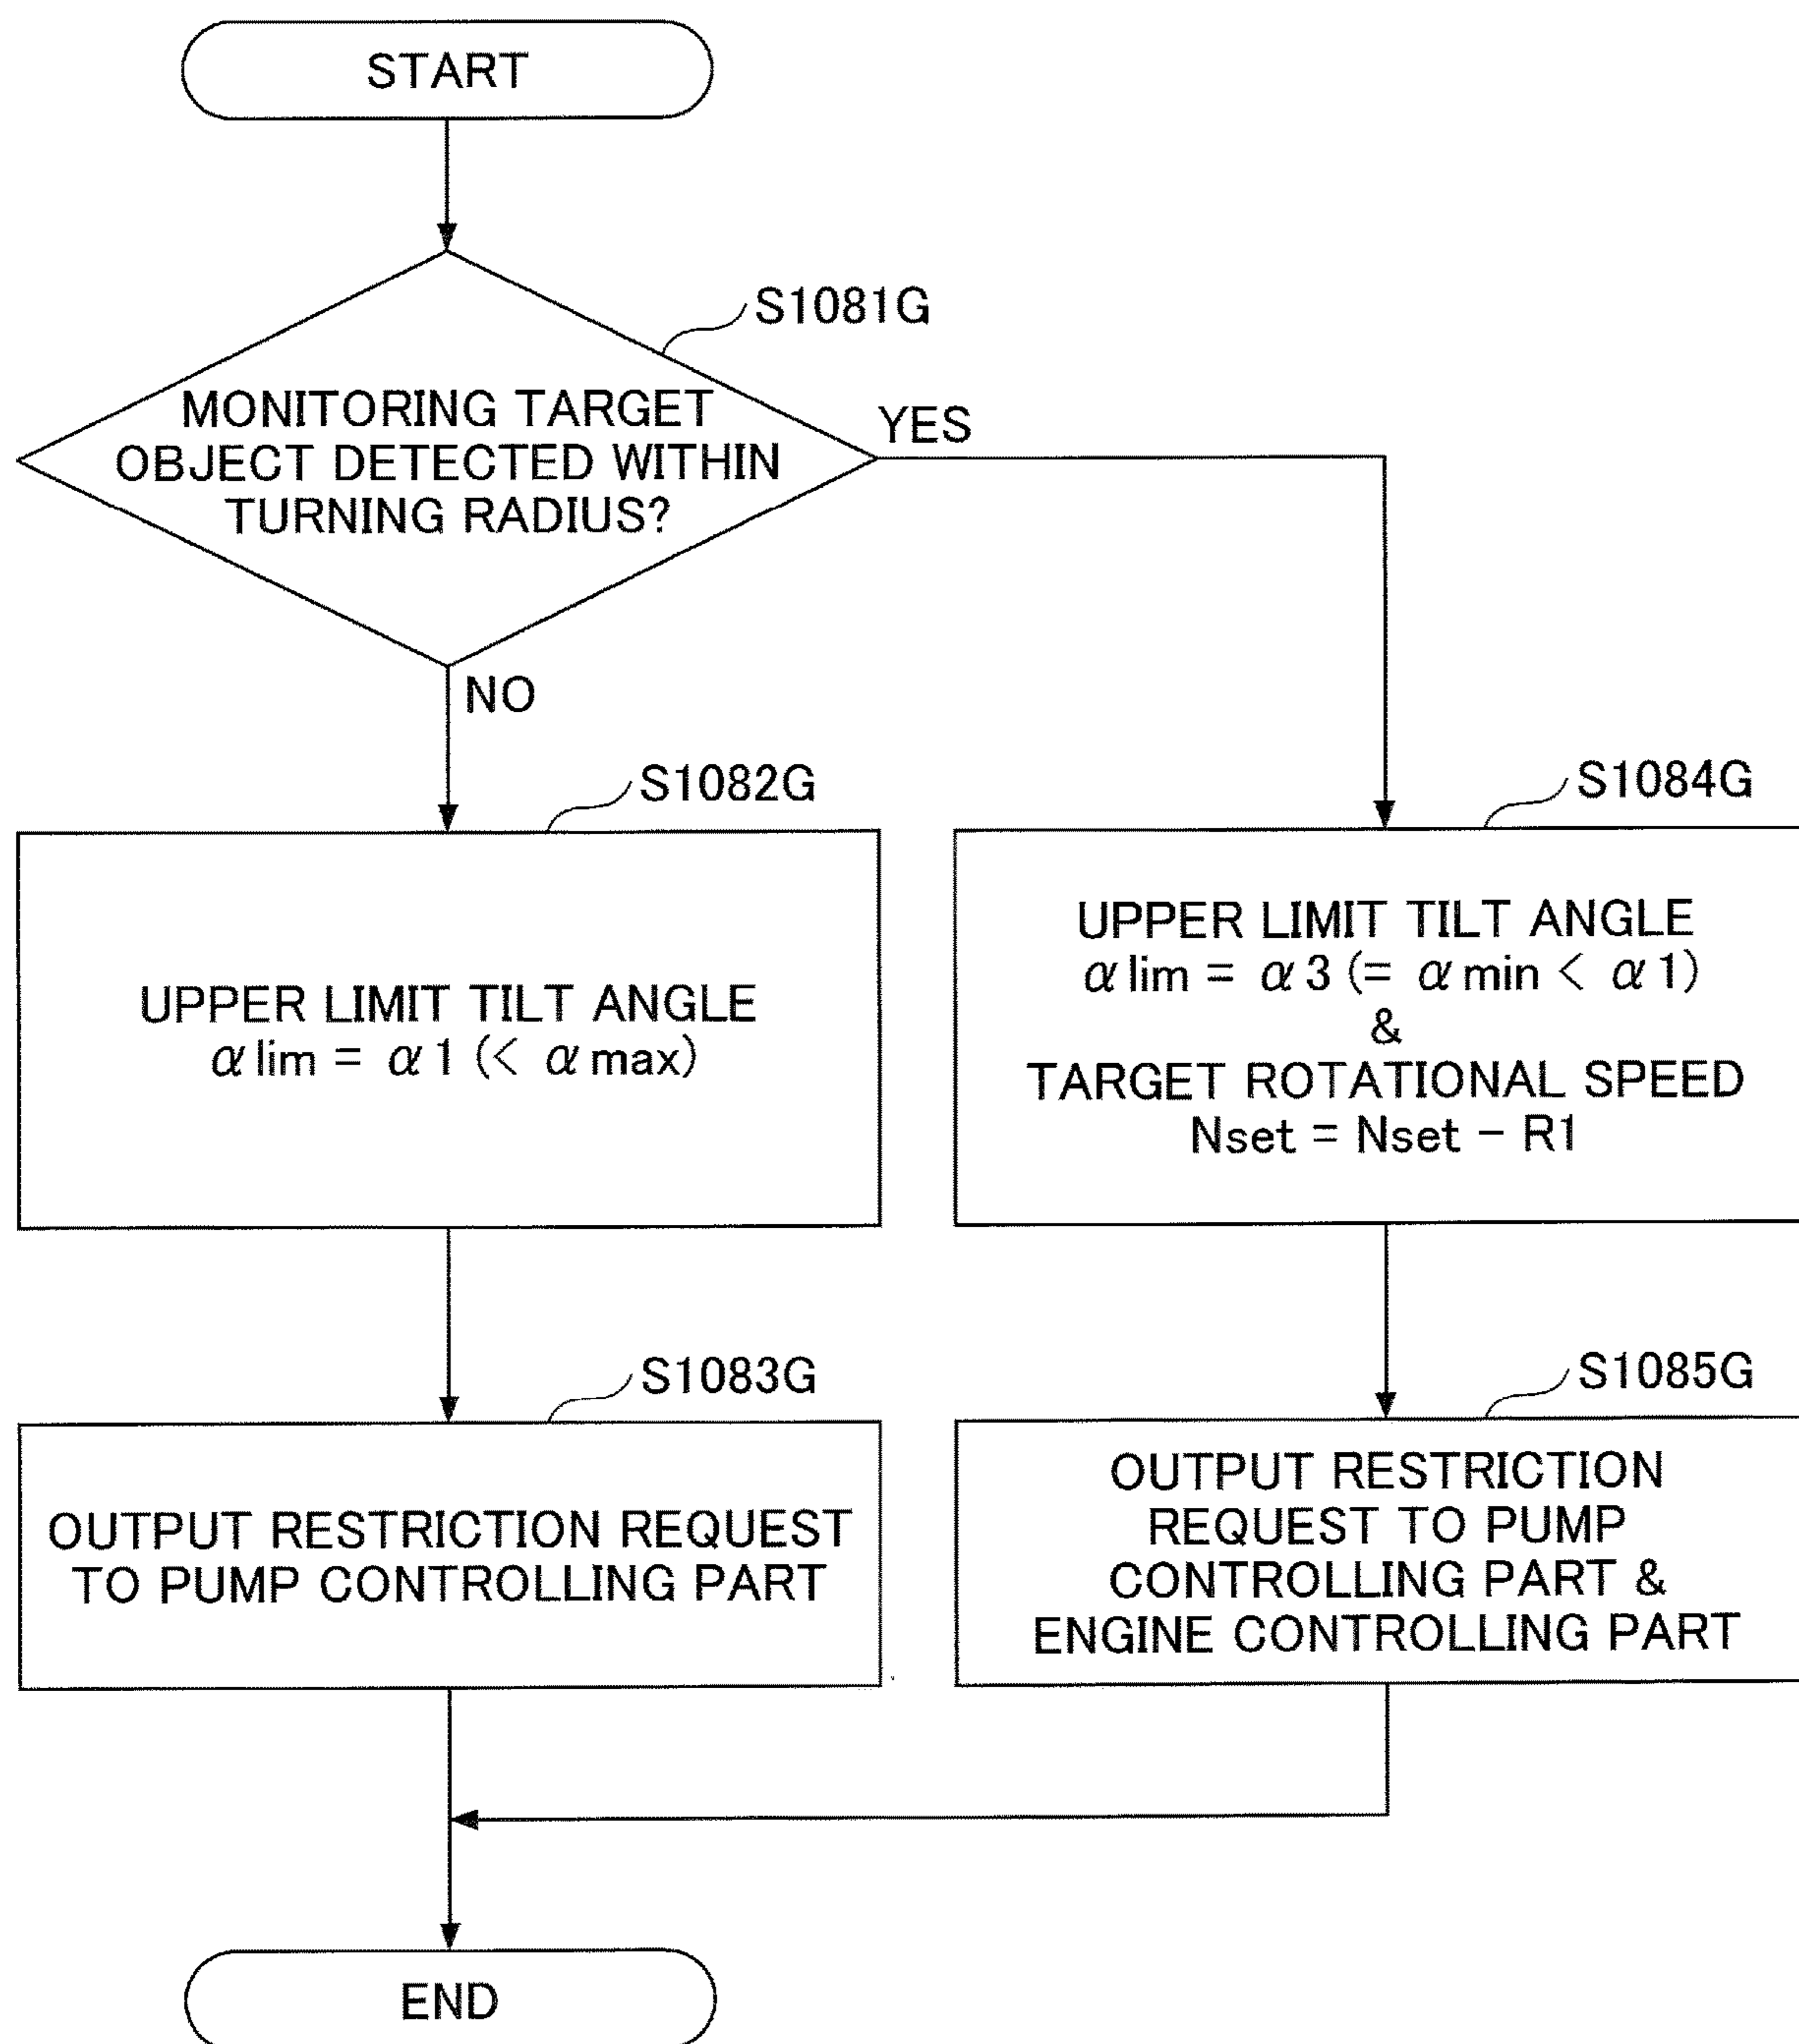 START
S1081G
MONITORING TARGET
OBJECT DETECTED WITHIN
TURNING RADIUS?
YES
NO
S1082G
UPPER LIMIT TILT ANGLE
α lim = α 1 (< α max)
S1084G
UPPER LIMIT TILT ANGLE
α lim = α 3 (= α min < α 1)
&
TARGET ROTATIONAL SPEED
Nset = Nset − R1
S1083G
OUTPUT RESTRICTION REQUEST
TO PUMP CONTROLLING PART
S1085G
OUTPUT RESTRICTION
REQUEST TO PUMP
CONTROLLING PART &
ENGINE CONTROLLING PART
END